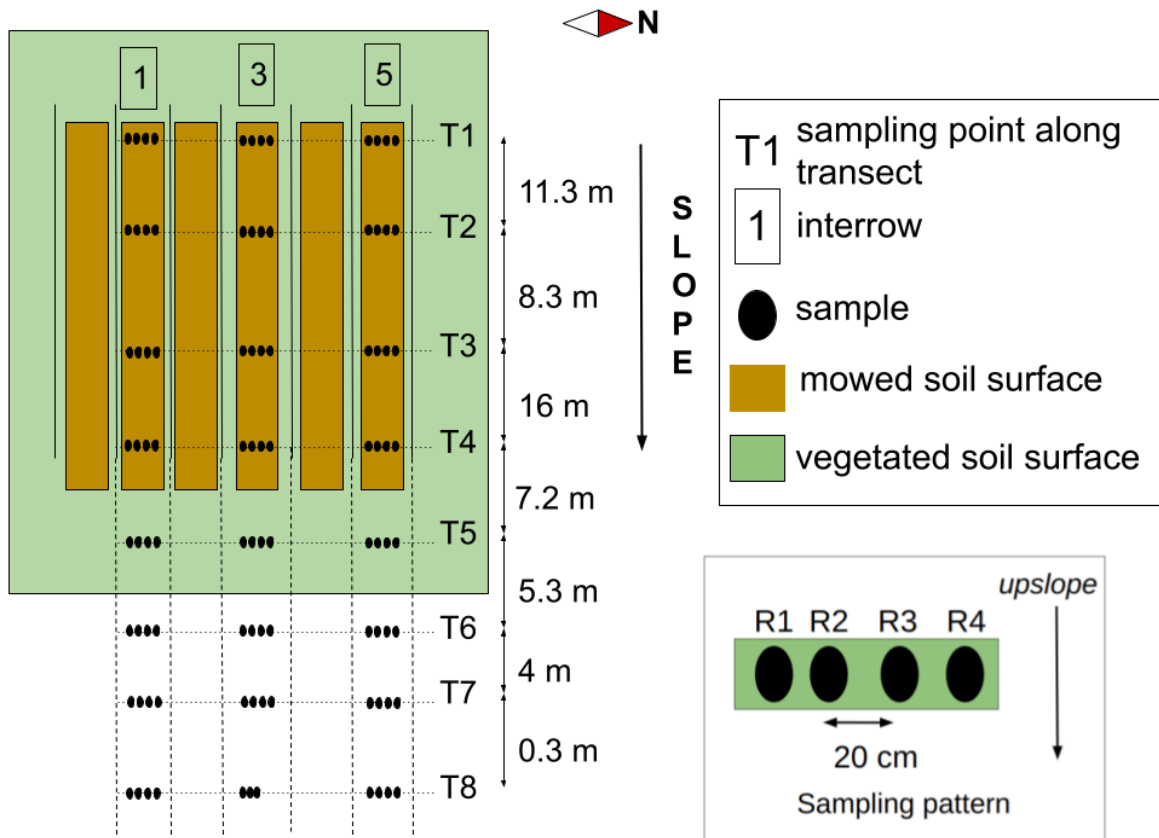 N
1
3
5
T1
11.3 m
T2
8.3 m
T3
16 m
T4
7.2 m
T5
5.3 m
T6
4 m
T7
0.3 m
T8
S
L
O
P
E
T1 sampling point along
transect
1 interrow
sample
mowed soil surface
vegetated soil surface
upslope
R1 R2 R3 R4
20 cm
Sampling pattern